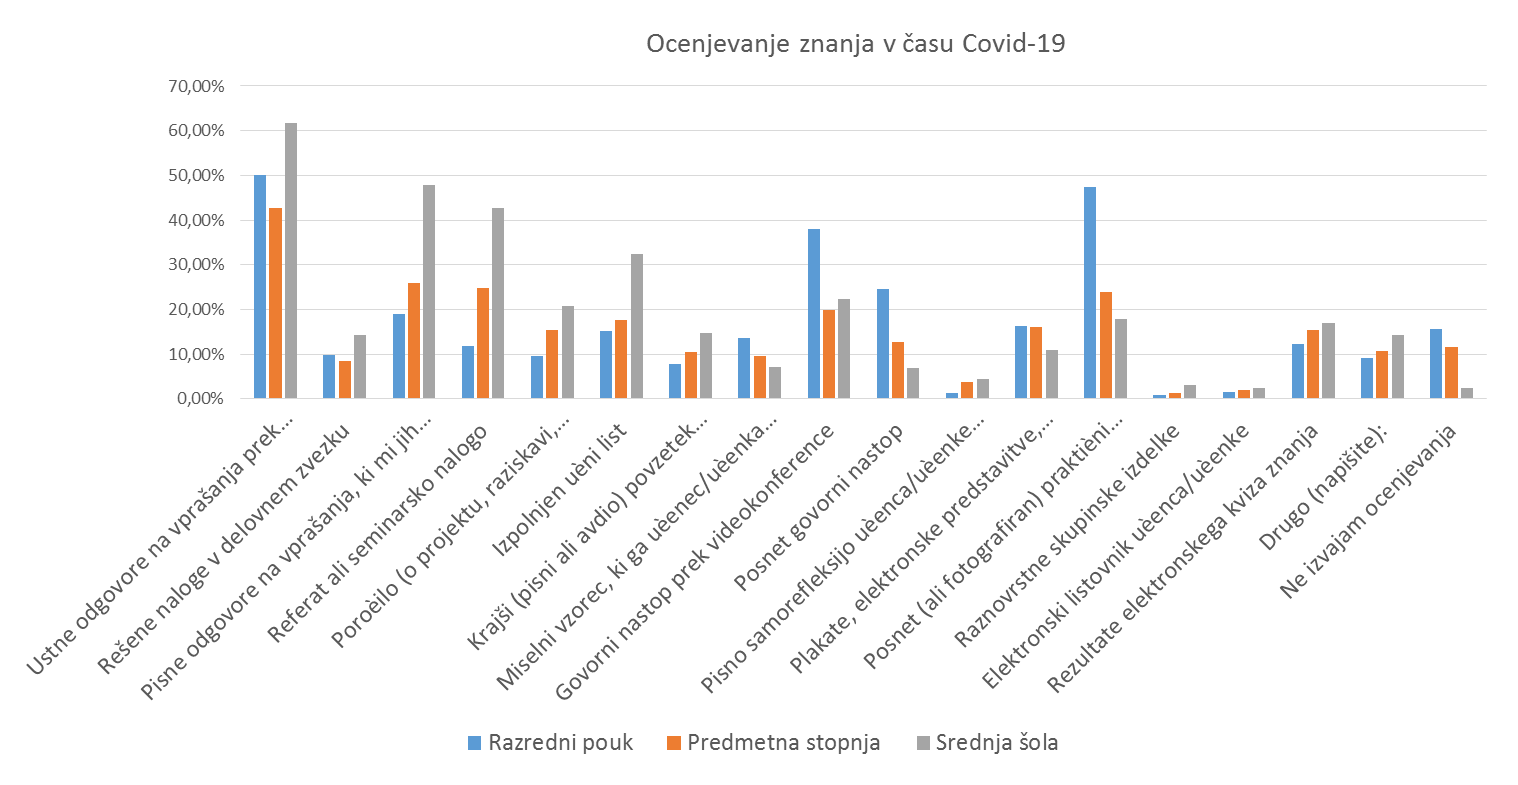 Ocenjevanje znanja v času Covid-19
70,00%
60,00%
50,00%
40,00%
30,00%
20,00%
10,00%
0,00%
Ustne odgovore na vprašanja prek...
Rešene naloge v delovnem zvezku
Pisne odgovore na vprašanja, ki mi jih...
Referat ali seminarsko nalogo
Poroèilo (o projektu, raziskavi,...
Izpolnjen uèni list
Krajši (pisni ali avdio) povzetek...
Miselni vzorec, ki ga uèenec/uèenka...
Govorni nastop prek videokonference
Posnet govorni nastop
Pisno samorefleksijo uèenca/uèenke...
Plakate, elektronske predstavitve,...
Posnet (ali fotografiran) praktièni...
Raznovrstne skupinske izdelke
Elektronski listovnik uèenca/uèenke
Rezultate elektronskega kviza znanja
Drugo (napišite):
Ne izvajam ocenjevanja
Razredni pouk
Predmetna stopnja
Srednja šola